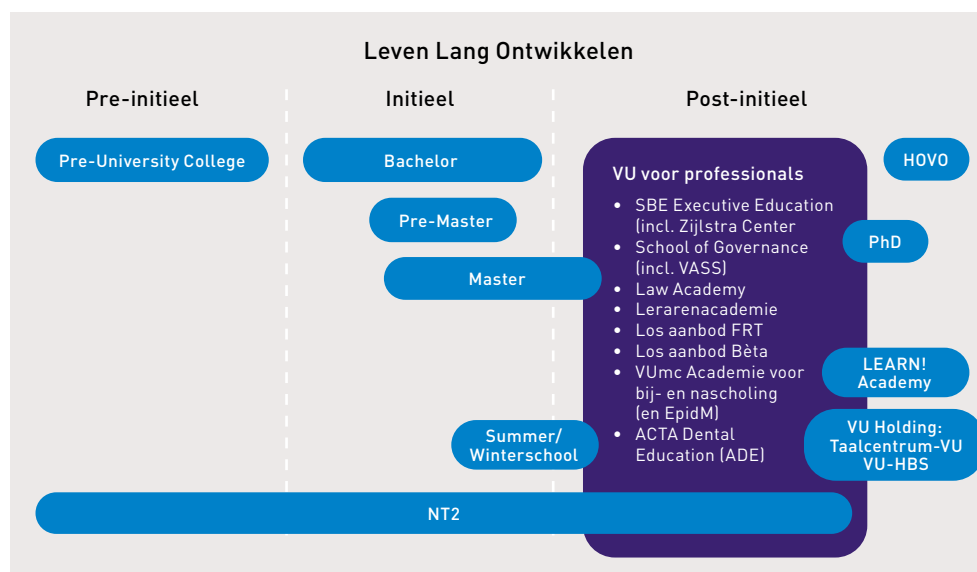 Leven Lang Ontwikkelen
Pre-initieel
Initieel
Post-initieel
Pre-University College
Bachelor
Pre-Master
Master
Summer/
Winterschool
VU voor professionals
• SBE Executive Education
(incl. Zijlstra Center
• School of Governance
(incl. VASS)
• Law Academy
• Lerarenacademie
• Los aanbod FRT
• Los aanbod Bèta
• VUmc Academie voor
bij- en nascholing
(en EpidM)
• ACTA Dental
Education (ADE)
HOVO
PhD
LEARN!
Academy
VU Holding:
Taalcentrum-VU
VU-HBS
NT2